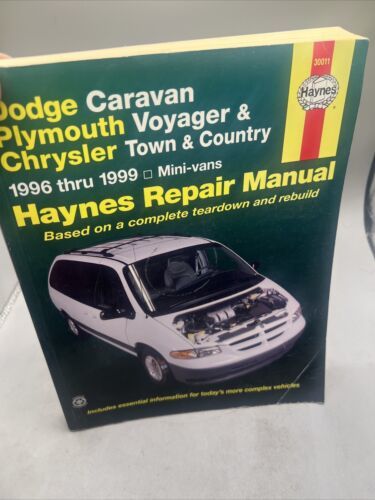 30011
Haynes
Dodge Caravan
Plymouth Voyager &
Chrysler Town & Country
1996 thru 1999 □ Mini-vans
Haynes Repair Manual
Based on a complete teardown and rebuild
Includes essential information for today's more complex vehicles